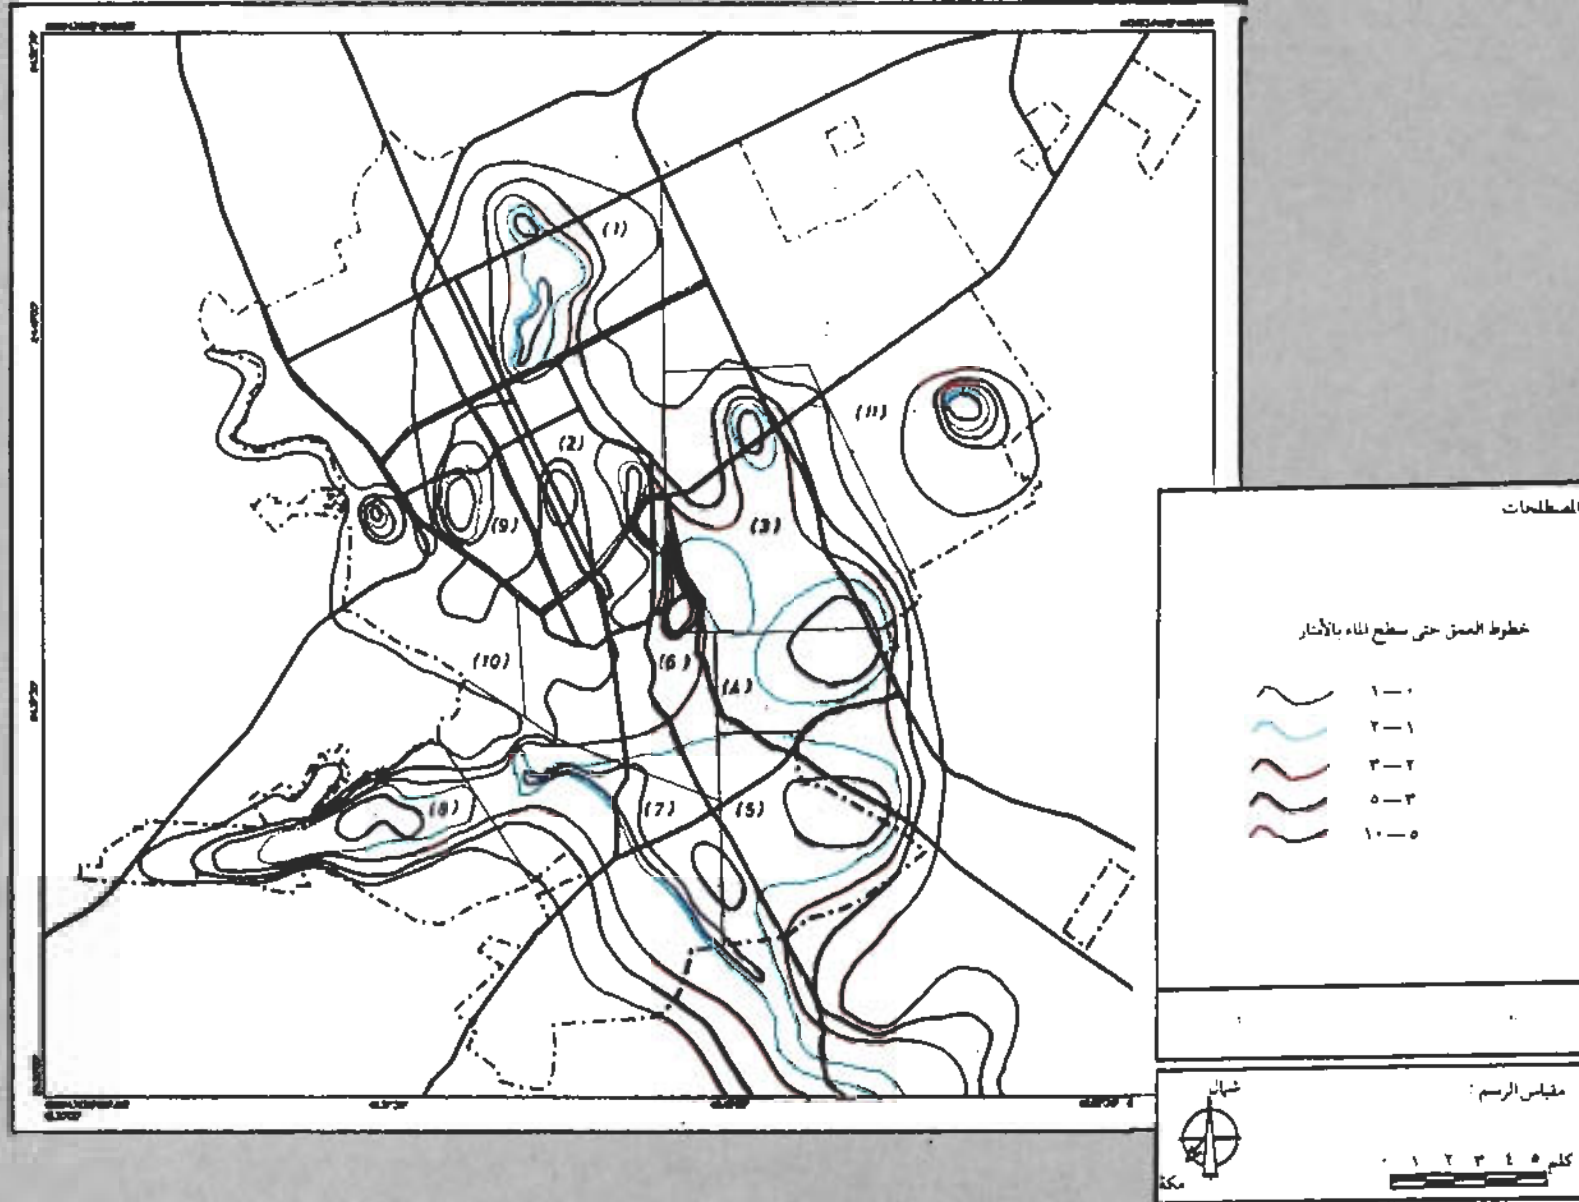 (1)
(2)
(11)
(3)
(9)
(10)
(6)
(4)
(8)
(7)
(5)
المصطلحات
خطوط العمق حتى سطح الماء بالأمتار
٠ — ١
١ — ٢
٢ — ٣
٣ — ٥
٥ — ١٠
شمال
مكة
مقياس الرسم :
٠ ١ ٢ ٣ ٤ ٥ كلم